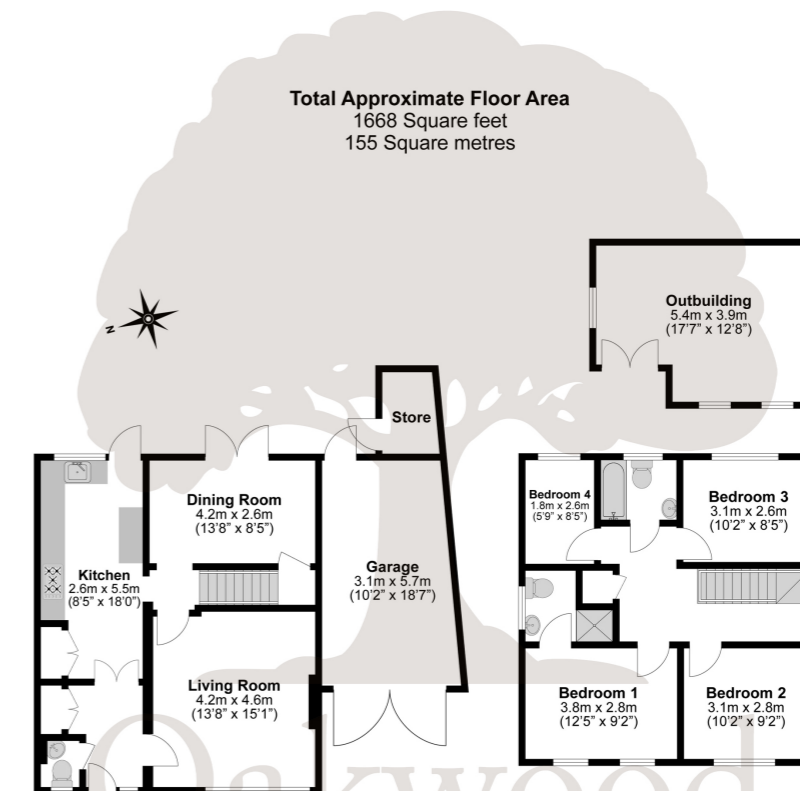 Total Approximate Floor Area
1668 Square feet
155 Square metres
N
Outbuilding
5.4m x 3.9m
(17'7" x 12'8")
Store
Dining Room
4.2m x 2.6m
(13'8" x 8'5")
Bedroom 4
1.8m x 2.6m
(5'9" x 8'5")
Bedroom 3
3.1m x 2.6m
(10'2" x 8'5")
Kitchen
2.6m x 5.5m
(8'5" x 18'0")
Garage
3.1m x 5.7m
(10'2" x 18'7")
Living Room
4.2m x 4.6m
(13'8" x 15'1")
Bedroom 1
3.8m x 2.8m
(12'5" x 9'2")
Bedroom 2
3.1m x 2.8m
(10'2" x 9'2")
Oakwood